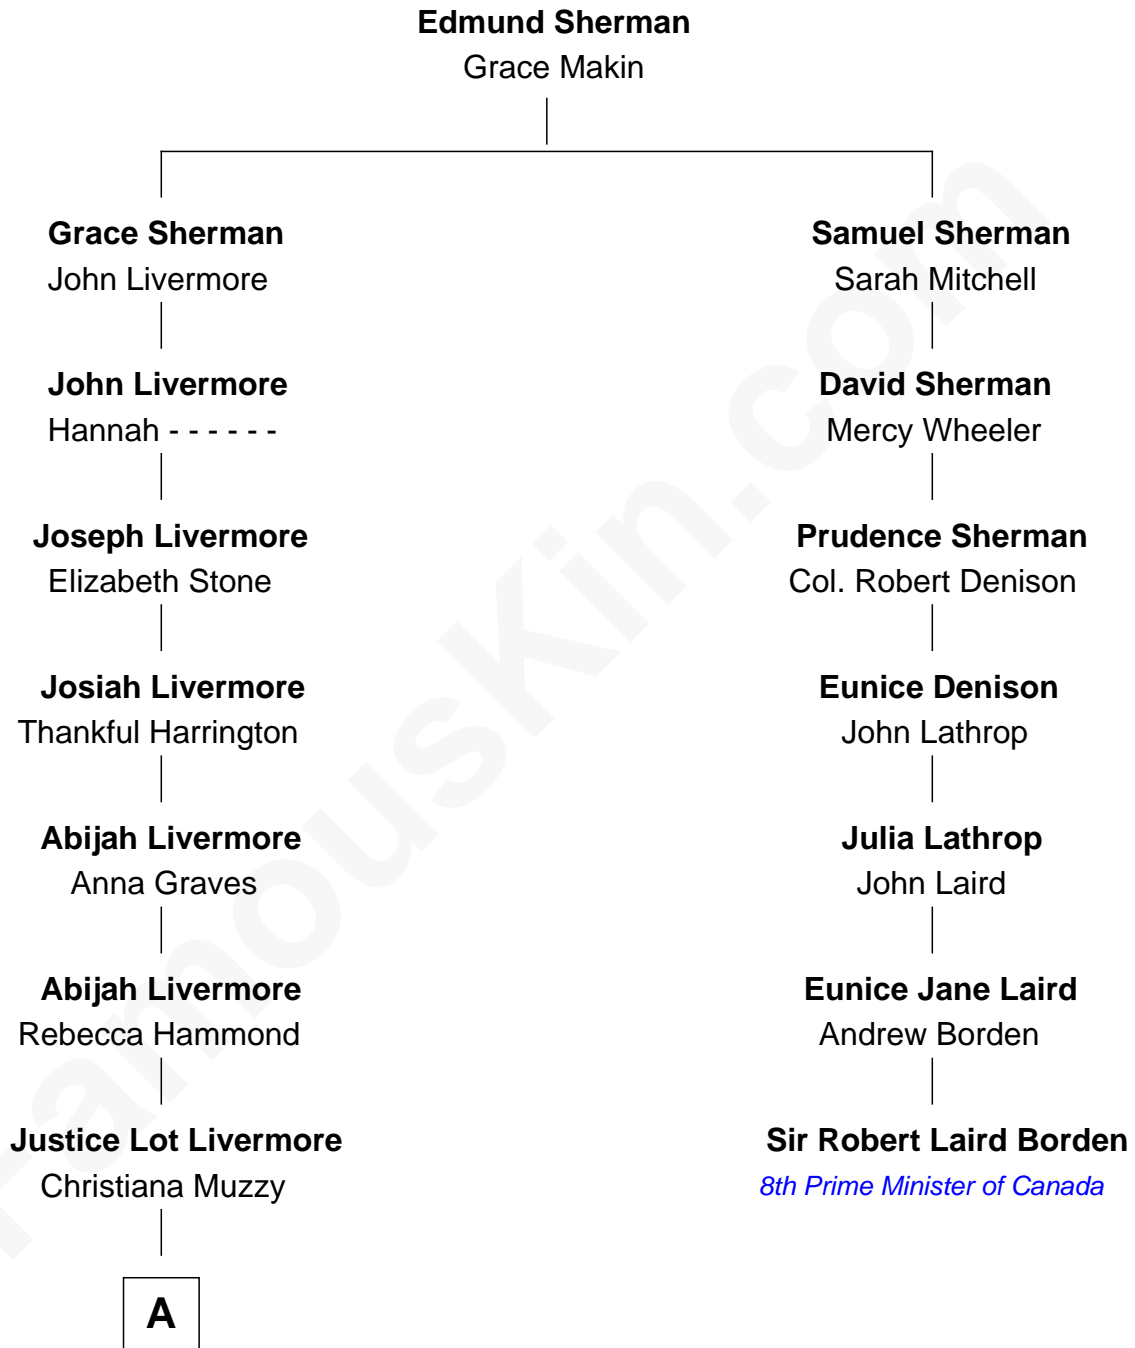 Edmund Sherman
Grace Makin
Grace Sherman
John Livermore
Samuel Sherman
Sarah Mitchell
John Livermore
Hannah - - - - - -
David Sherman
Mercy Wheeler
Joseph Livermore
Elizabeth Stone
Prudence Sherman
Col. Robert Denison
Josiah Livermore
Thankful Harrington
Eunice Denison
John Lathrop
Abijah Livermore
Anna Graves
Julia Lathrop
John Laird
Abijah Livermore
Rebecca Hammond
Eunice Jane Laird
Andrew Borden
Justice Lot Livermore
Christiana Muzzy
Sir Robert Laird Borden
8th Prime Minister of Canada
A
FamousKin.com